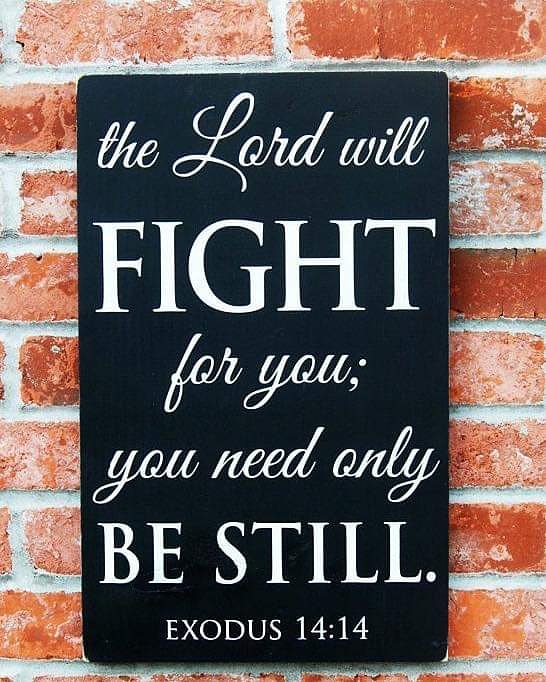 the Lord will
FIGHT
for you;
you need only
BE STILL.
EXODUS 14:14